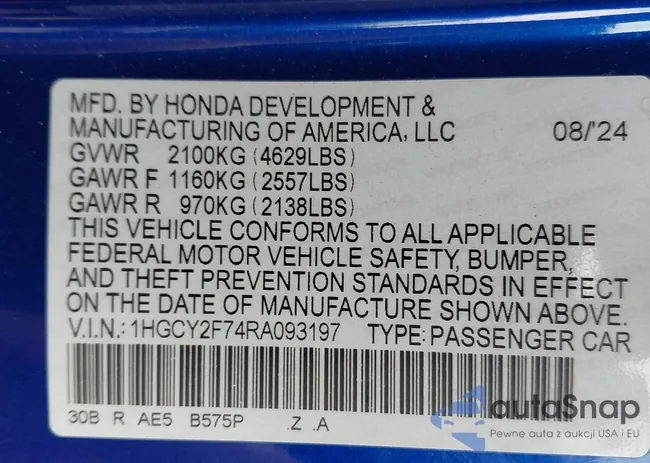 MFD. BY HONDA DEVELOPMENT &
MANUFACTURING OF AMERICA, LLC 08/'24
GVWR 2100KG (4629LBS)
GAWR F 1160KG (2557LBS)
GAWR R 970KG (2138LBS)
THIS VEHICLE CONFORMS TO ALL APPLICABLE
FEDERAL MOTOR VEHICLE SAFETY, BUMPER,
AND THEFT PREVENTION STANDARDS IN EFFECT
ON THE DATE OF MANUFACTURE SHOWN ABOVE.
V.I.N.: 1HGCY2F74RA093197 TYPE: PASSENGER CAR
30B R AE5 B575P .Z .A
autoSnap
Pewne auta z aukcji USA i EU